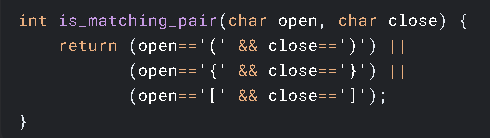 int is_matching_pair(char open, char close) {
    return (open=='(' && close==')') ||
           (open=='{' && close=='}') ||
           (open=='[' && close==']');
}